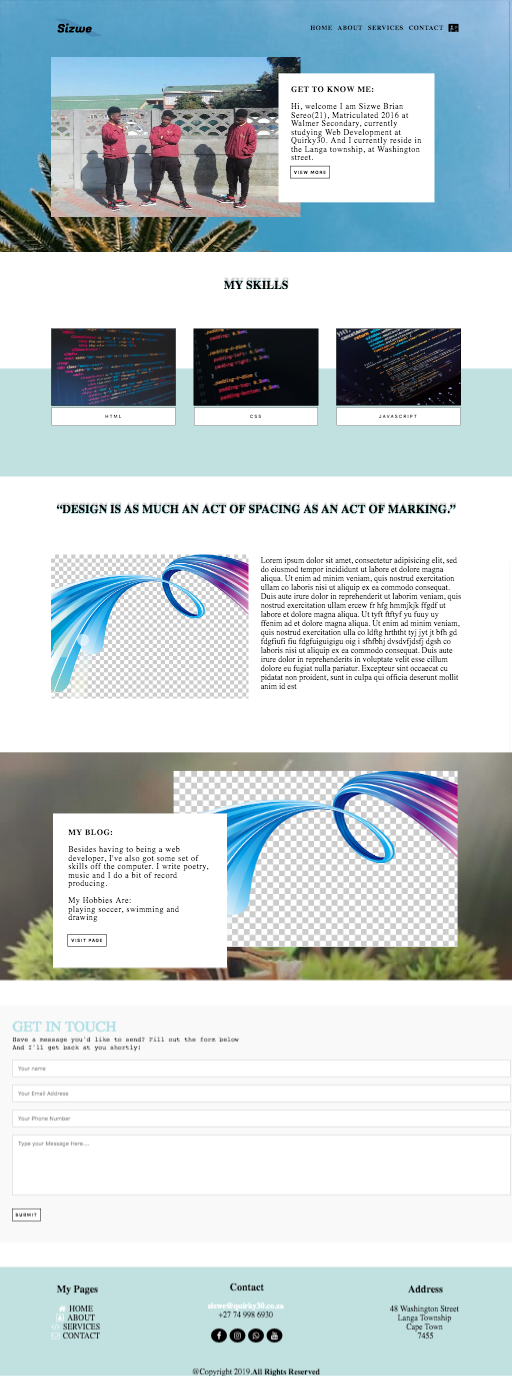 Sizwe
HOME ABOUT SERVICES CONTACT
GET TO KNOW ME:
Hi, welcome I am Sizwe Brian
Sereo(21), Matriculated 2016 at
Walmer Secondary, currently
studying Web Development at
Quirky30. And I currently reside in
the Langa township, at Washington
street.
VIEW MORE
MY SKILLS
HTML
CSS
JAVASCRIPT
“DESIGN IS AS MUCH AN ACT OF SPACING AS AN ACT OF MARKING.”
Lorem ipsum dolor sit amet, consectetur adipisicing elit, sed
do eiusmod tempor incididunt ut labore et dolore magna
aliqua. Ut enim ad minim veniam, quis nostrud exercitation
ullam co laboris nisi ut aliquip ex ea commodo consequat.
Duis aute irure dolor in reprehenderit ut laborim veniam, quis
nostrud exercitation ullam ercew fr hfg hmmjkjk ffgdf ut
labore et dolore magna aliqua. Ut tyft ftftyf yu fuuy uy
ffenim ad et dolore magna aliqua. Ut enim ad minim veniam,
quis nostrud exercitation ulla co ldftg hrththt tyj jyt jt bfh gd
fdgfiufi fiu fdgfuiguigigu oig i sfhfbhj dvsdvfjdsfj dgsh co
laboris nisi ut aliquip ex ea commodo consequat. Duis aute
irure dolor in reprehenderits in voluptate velit esse cillum
dolore eu fugiat nulla pariatur. Excepteur sint occaecat cu
pidatat non proident, sunt in culpa qui officia deserunt mollit
anim id est
MY BLOG:
Besides having to being a web
developer, I've also got some set of
skills off the computer. I write poetry,
music and I do a bit of record
producing.
My Hobbies Are:
playing soccer, swimming and
drawing
VISIT PAGE
GET IN TOUCH
Have a message you'd like to send? Fill out the form below
And I'll get back at you shortly!
Your name
Your Email Address
Your Phone Number
Type your Message Here....
SUBMIT
My Pages
HOME
ABOUT
SERVICES
CONTACT
Contact
sizwe@quirky30.co.za
+27 74 998 6930
Address
48 Washington Street
Langa Township
Cape Town
7455
@Copyright 2019.All Rights Reserved